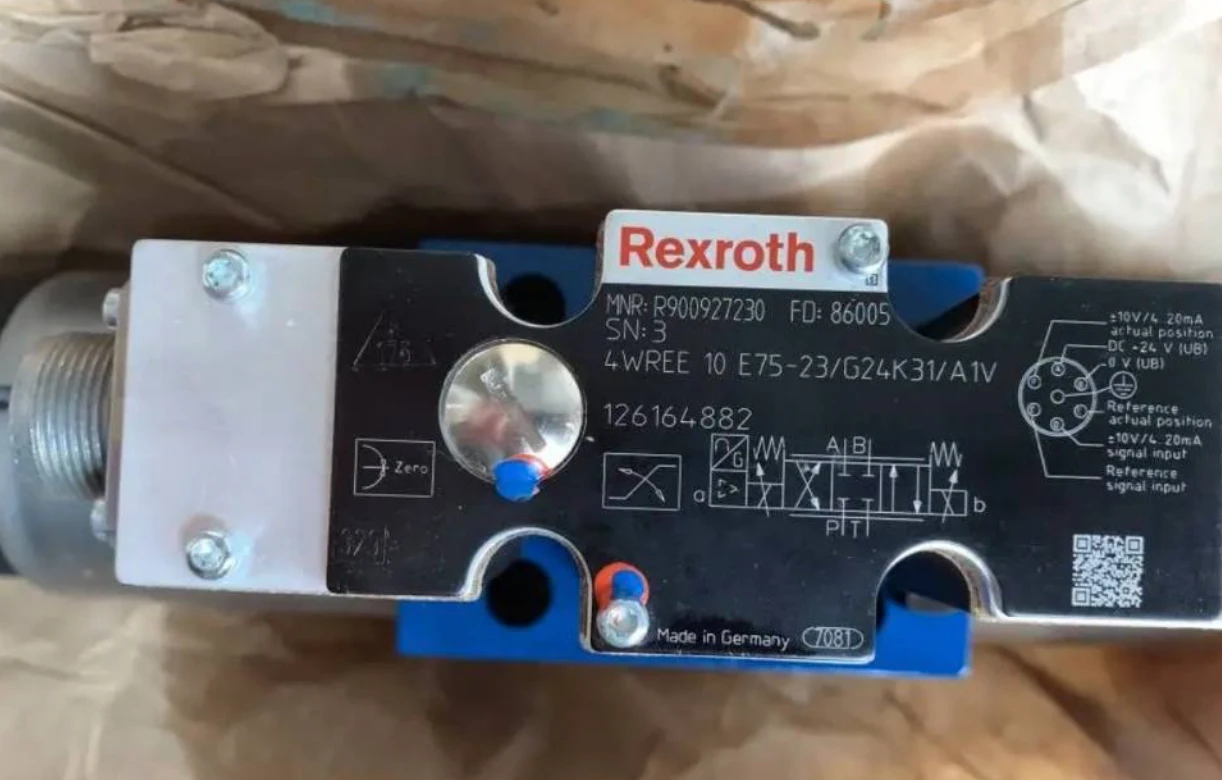 Rexroth
MNR: R900927230 FD: 86005
SN: 3
4WREE 10 E75-23/G24K31/A1V
126164882
Zero
G
A B
a
b
P T
±10V/4..20mA
actual position
DC +24 V (UB)
0 V (UB)
Reference
actual position
±10V/4..20mA
signal input
Reference
signal input
Made in Germany 7081